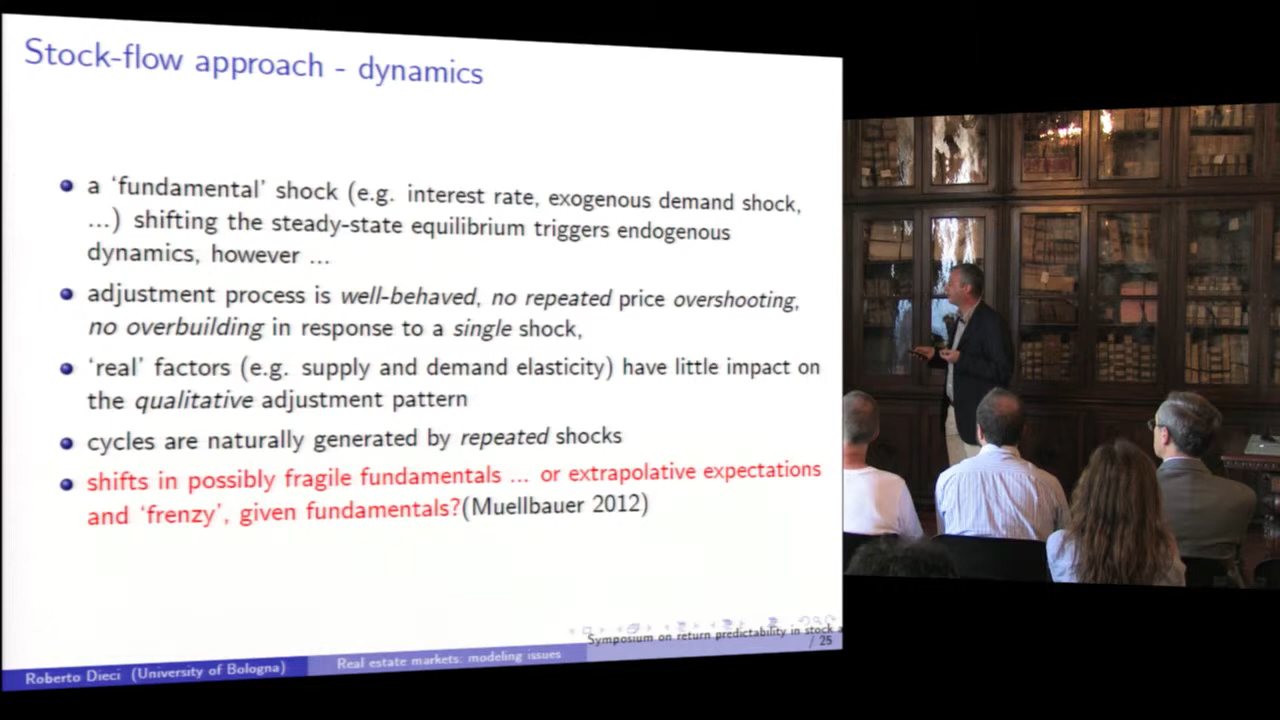 Stock-flow approach - dynamics
a ‘fundamental’ shock (e.g. interest rate, exogenous demand shock,
...) shifting the steady-state equilibrium triggers endogenous
dynamics, however ...
adjustment process is well-behaved, no repeated price overshooting,
no overbuilding in response to a single shock,
‘real’ factors (e.g. supply and demand elasticity) have little impact on
the qualitative adjustment pattern
cycles are naturally generated by repeated shocks
shifts in possibly fragile fundamentals ... or extrapolative expectations
and ‘frenzy’, given fundamentals?(Muellbauer 2012)
Roberto Dieci (University of Bologna)
Real estate markets: modeling issues
Symposium on return predictability in stock a
/ 25